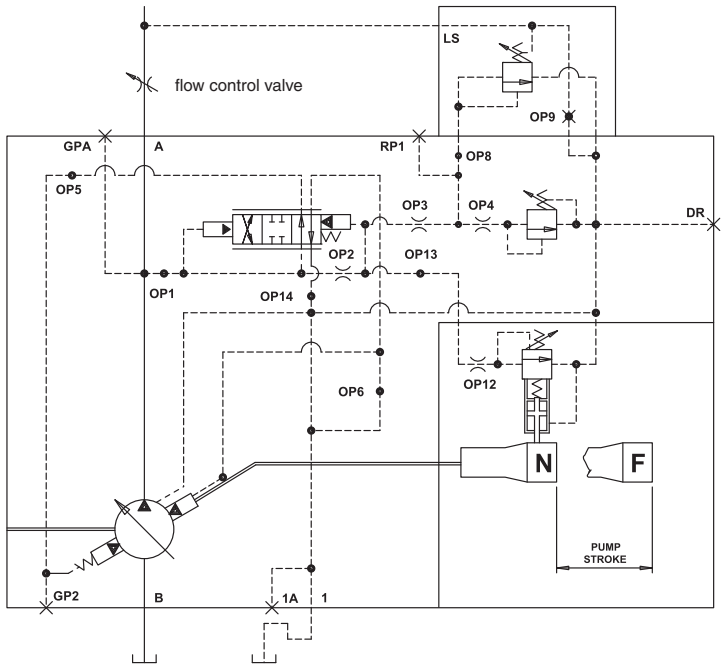 LS
flow control valve
OP9
GPA
A
RP1
OP8
OP5
OP3
OP4
DR
OP2
OP13
OP1
OP14
OP12
OP6
N
F
PUMP
STROKE
GP2
B
1A
1